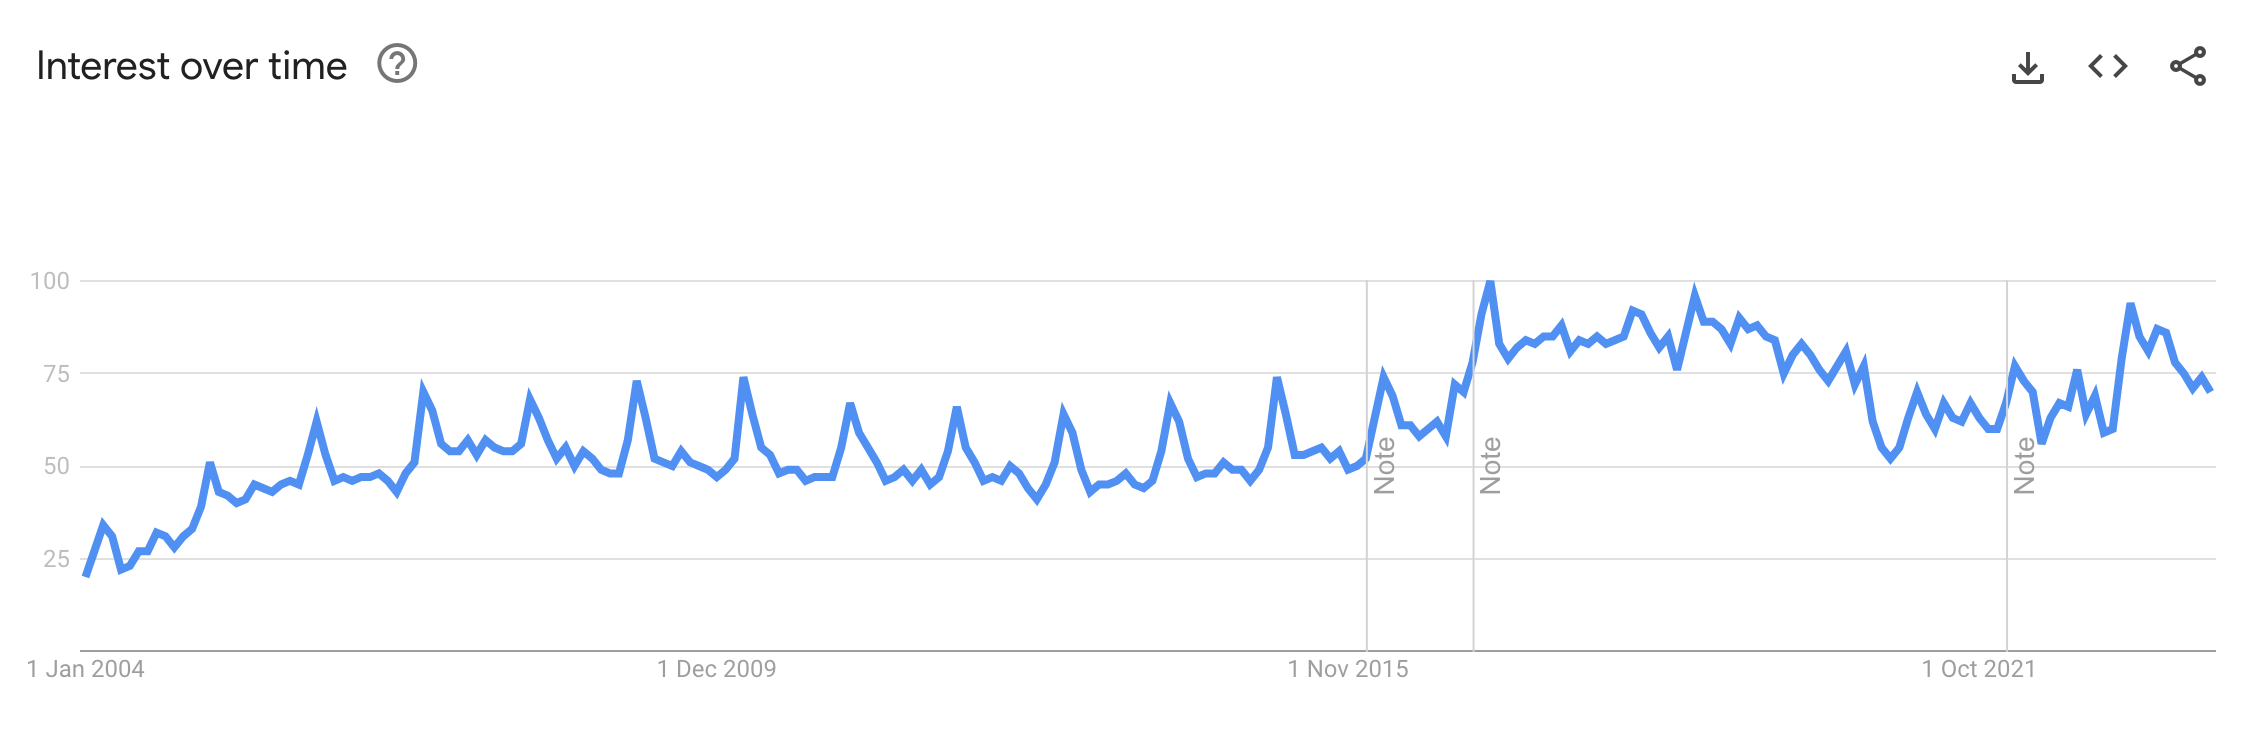 Interest over time
100
75
50
25
Note
Note
Note
1 Jan 2004
1 Dec 2009
1 Nov 2015
1 Oct 2021